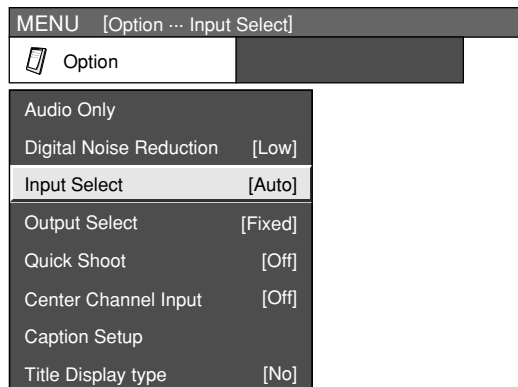 MENU [Option ··· Input Select]
Option
Audio Only
Digital Noise Reduction [Low]
Input Select [Auto]
Output Select [Fixed]
Quick Shoot [Off]
Center Channel Input [Off]
Caption Setup
Title Display type [No]